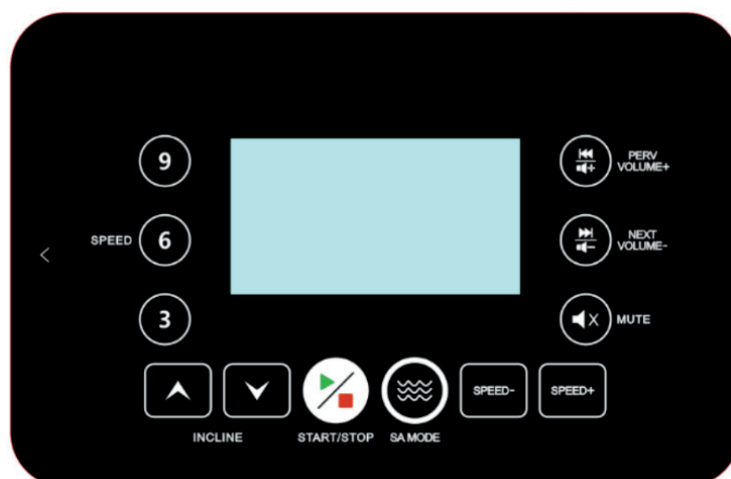 9
PERV
VOLUME+
SPEED
6
NEXT
VOLUME-
3
MUTE
SPEED-
SPEED+
INCLINE
START/STOP
SA MODE